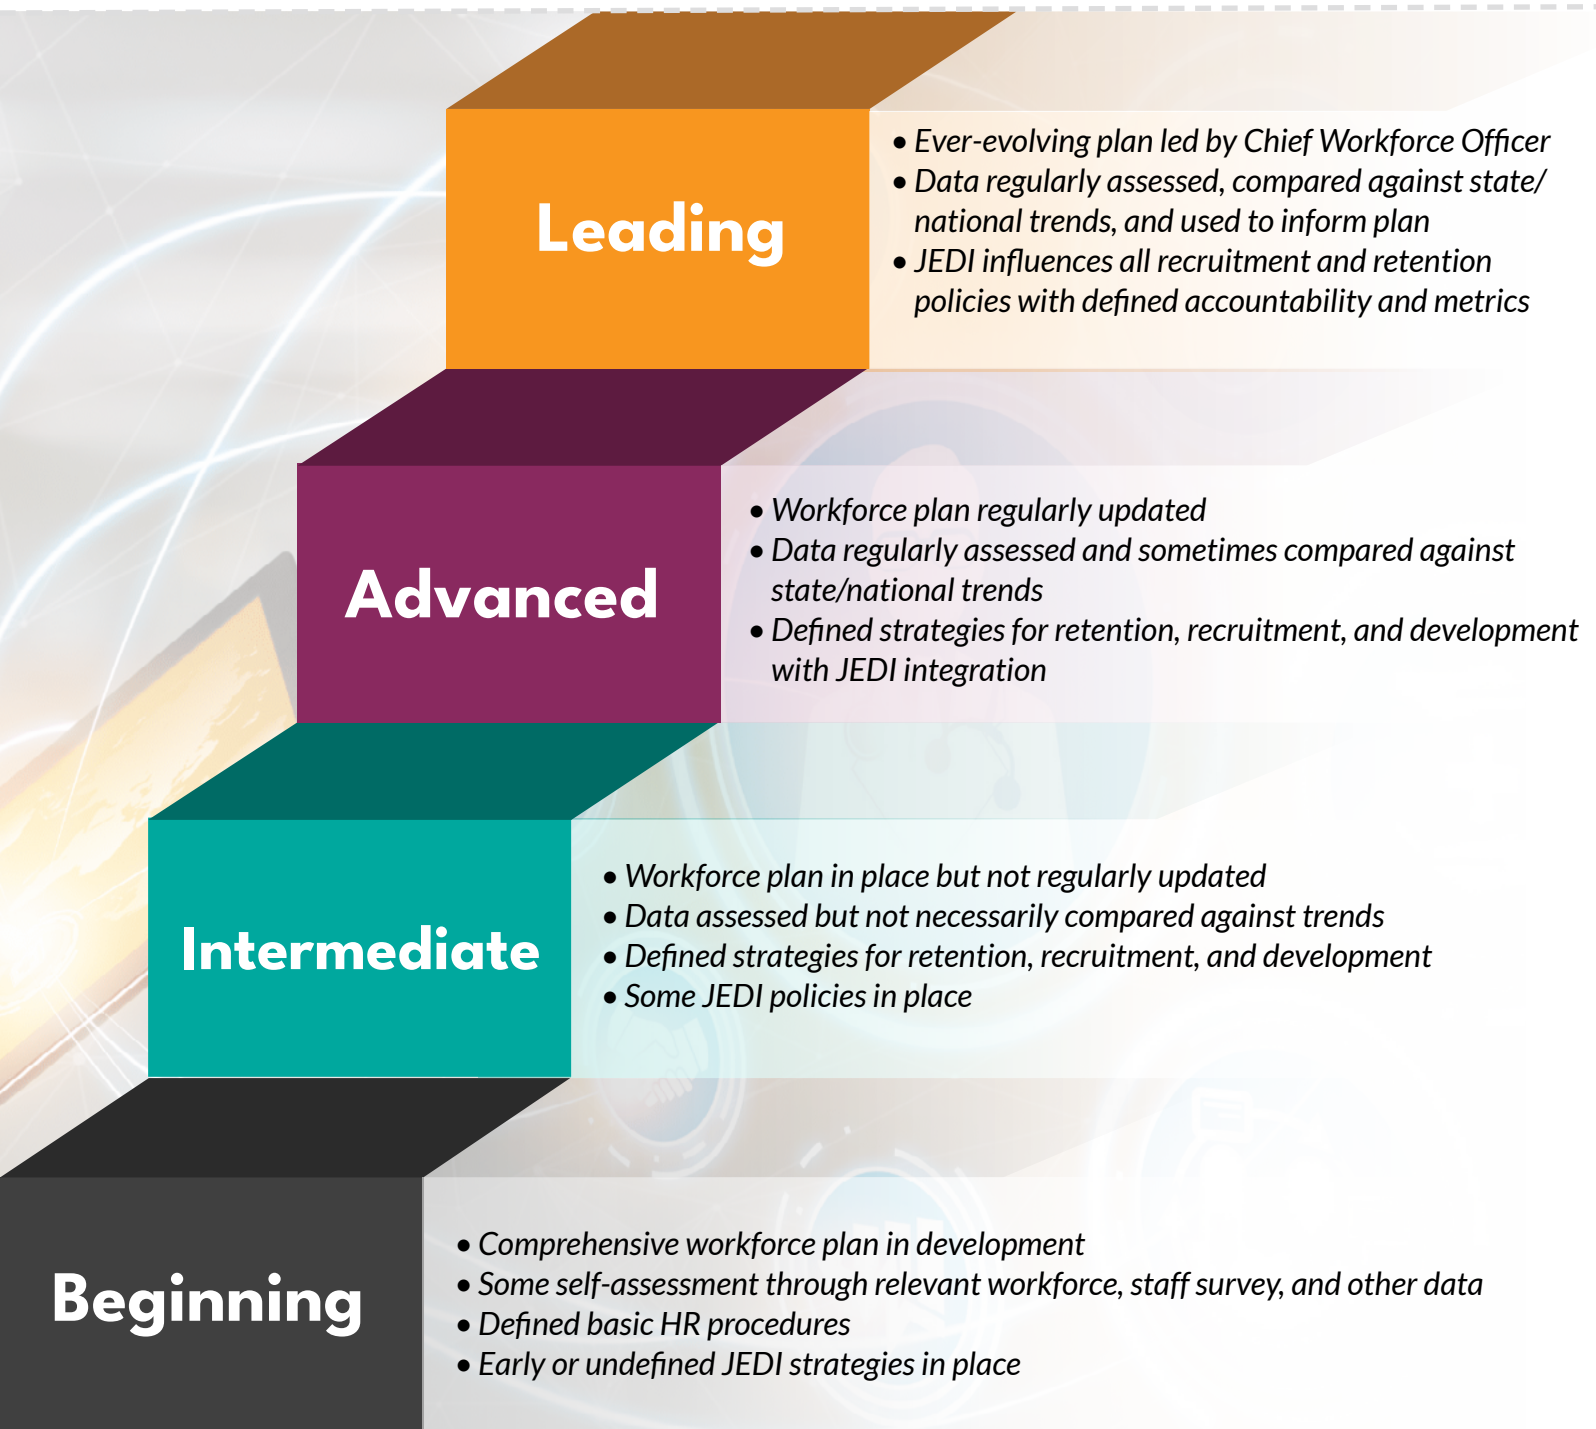 Leading
• Ever-evolving plan led by Chief Workforce Officer
• Data regularly assessed, compared against state/
national trends, and used to inform plan
• JEDI influences all recruitment and retention
policies with defined accountability and metrics
Advanced
• Workforce plan regularly updated
• Data regularly assessed and sometimes compared against
state/national trends
• Defined strategies for retention, recruitment, and development
with JEDI integration
Intermediate
• Workforce plan in place but not regularly updated
• Data assessed but not necessarily compared against trends
• Defined strategies for retention, recruitment, and development
• Some JEDI policies in place
Beginning
• Comprehensive workforce plan in development
• Some self-assessment through relevant workforce, staff survey, and other data
• Defined basic HR procedures
• Early or undefined JEDI strategies in place